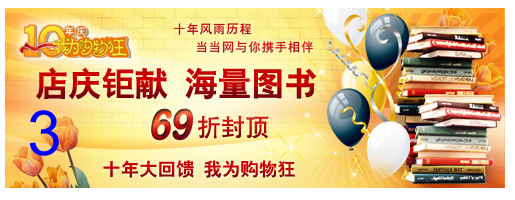 10年庆
我为购物狂
十年风雨历程
当当网与你携手相伴
店庆钜献 海量图书
3
69折封顶
十年大回馈 我为购物狂